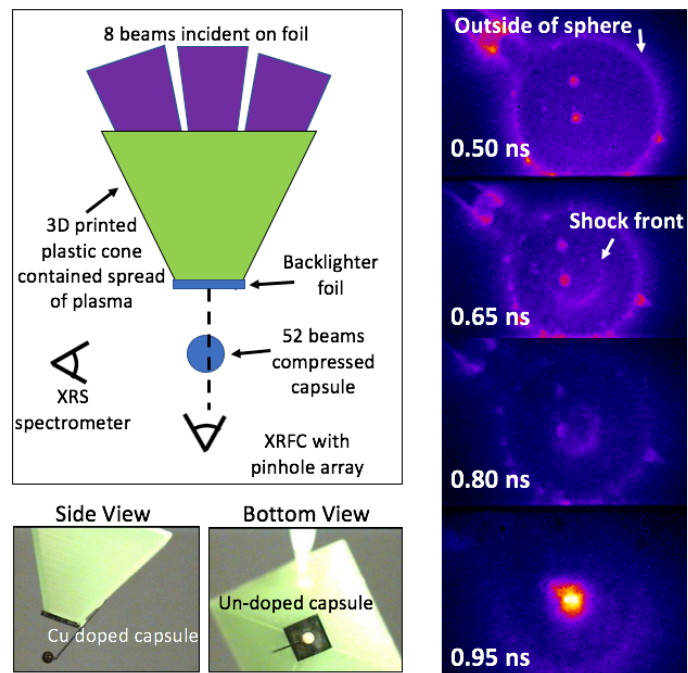 8 beams incident on foil
3D printed
plastic cone
contained spread
of plasma
Backlighter
foil
52 beams
compressed
capsule
XRS
spectrometer
XRFC with
pinhole array
Side View
Cu doped capsule
Bottom View
Un-doped capsule
Outside of sphere
0.50 ns
Shock front
0.65 ns
0.80 ns
0.95 ns